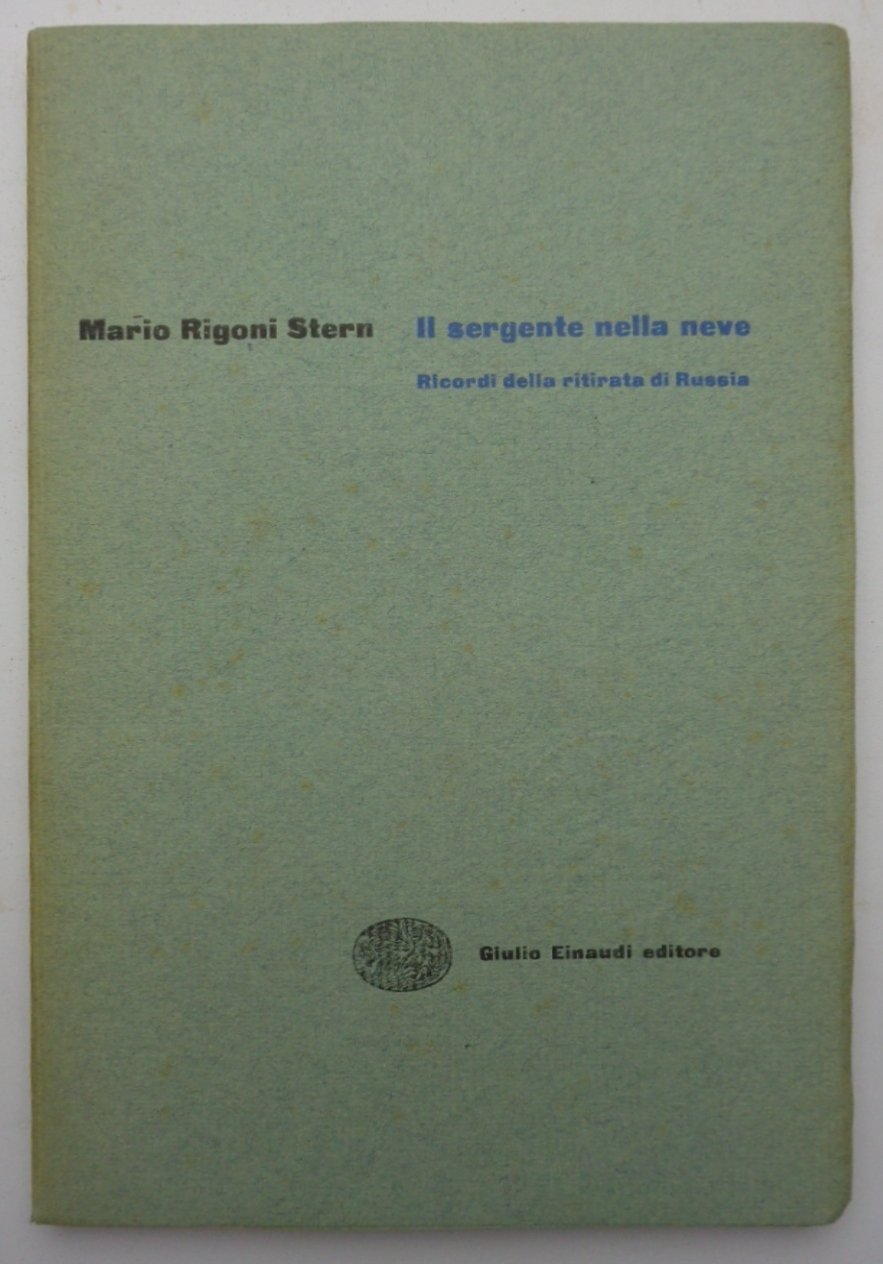 Mario Rigoni Stern Il sergente nella neve
Ricordi della ritirata di Russia
Giulio Einaudi editore